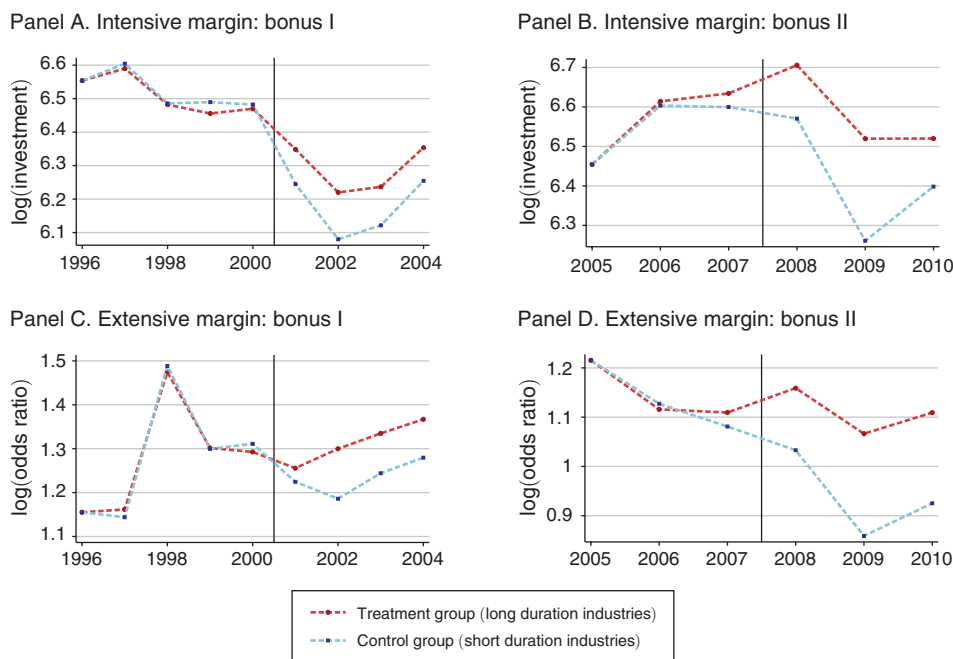 Panel A. Intensive margin: bonus I
log(investment)
6.6
6.5
6.4
6.3
6.2
6.1
1996 1998 2000 2002 2004
Panel B. Intensive margin: bonus II
log(investment)
6.7
6.6
6.5
6.4
6.3
2005 2006 2007 2008 2009 2010
Panel C. Extensive margin: bonus I
log(odds ratio)
1.5
1.4
1.3
1.2
1.1
1996 1998 2000 2002 2004
Panel D. Extensive margin: bonus II
log(odds ratio)
1.2
1.1
1
0.9
2005 2006 2007 2008 2009 2010
Treatment group (long duration industries)
Control group (short duration industries)